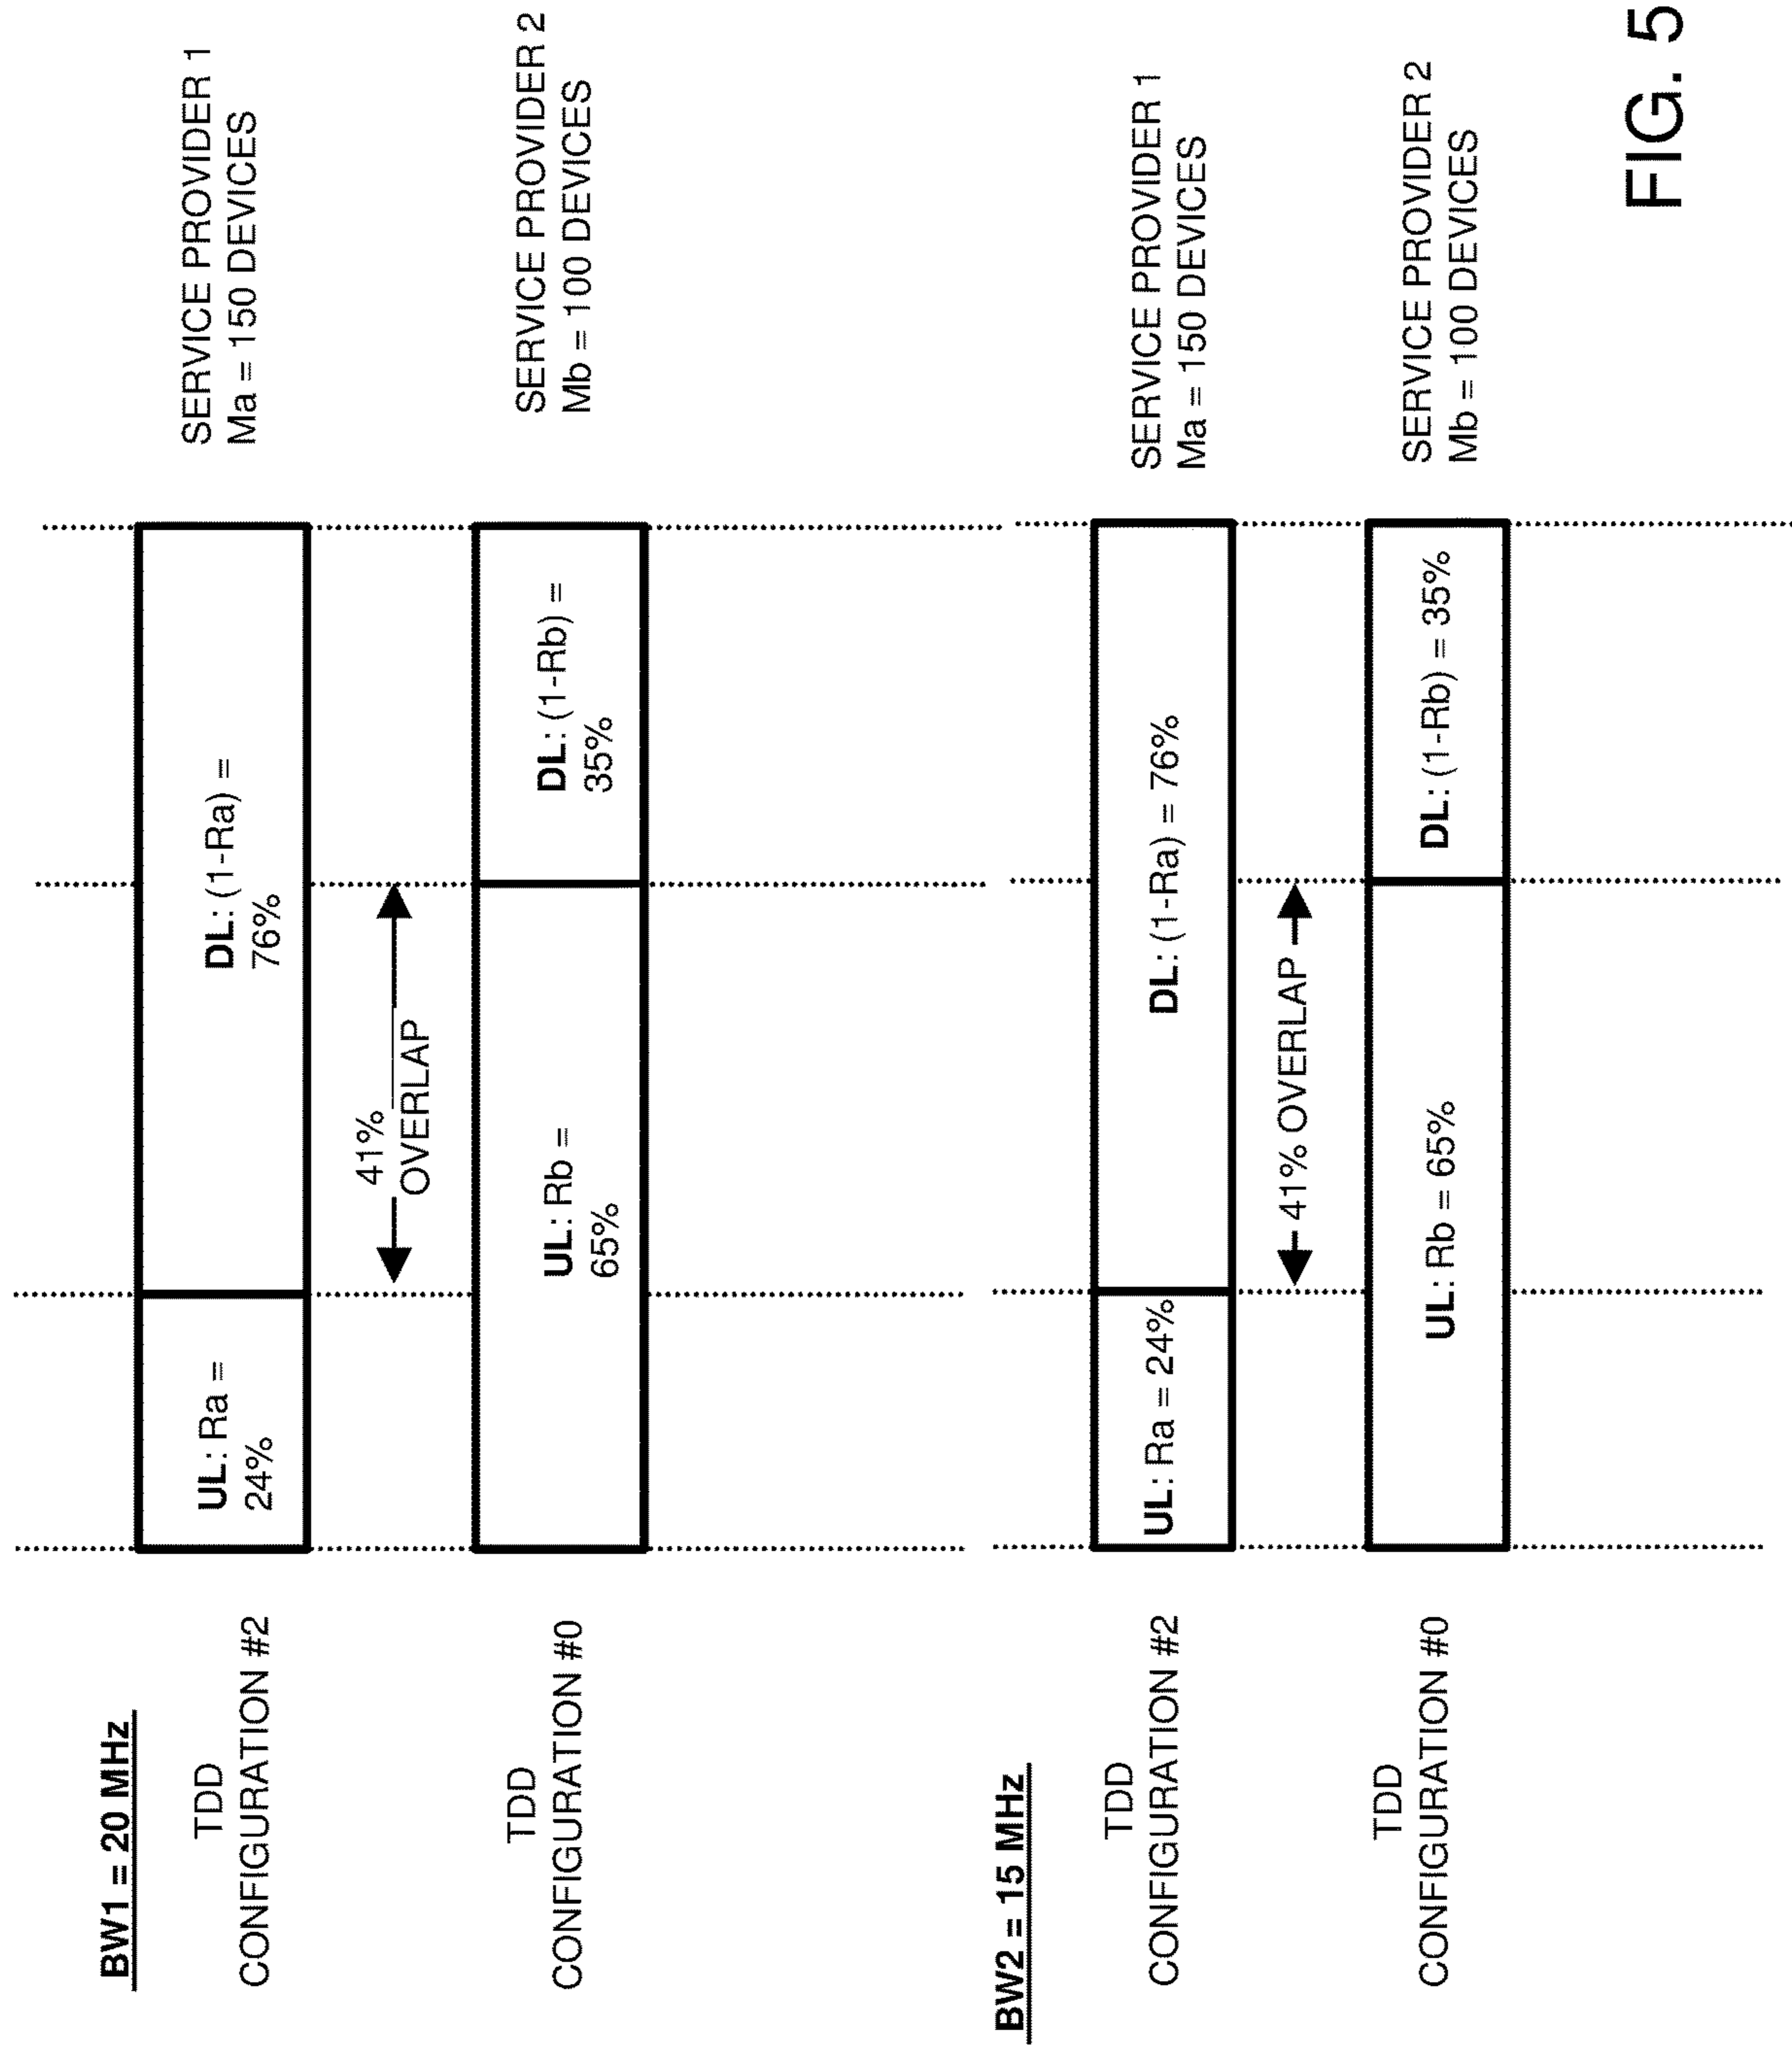 BW1 = 20 MHz
TDD
CONFIGURATION #2
UL: Ra =
24%
DL: (1-Ra) =
76%
SERVICE PROVIDER 1
Ma = 150 DEVICES
41%
OVERLAP
TDD
CONFIGURATION #0
UL: Rb =
65%
DL: (1-Rb) =
35%
SERVICE PROVIDER 2
Mb = 100 DEVICES
BW2 = 15 MHz
TDD
CONFIGURATION #2
UL: Ra = 24%
DL: (1-Ra) = 76%
SERVICE PROVIDER 1
Ma = 150 DEVICES
41% OVERLAP
TDD
CONFIGURATION #0
UL: Rb = 65%
DL: (1-Rb) = 35%
SERVICE PROVIDER 2
Mb = 100 DEVICES
FIG. 5